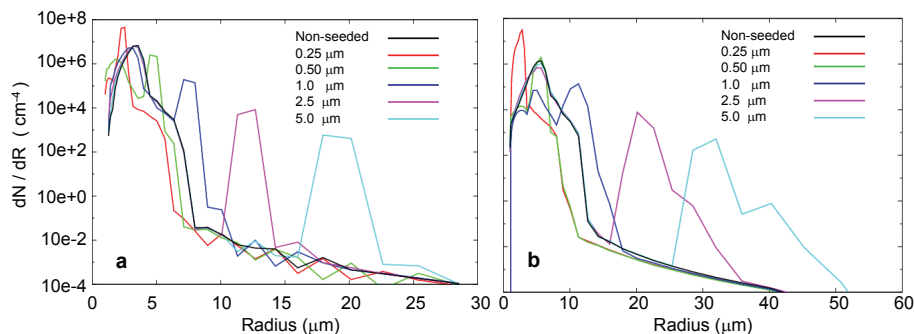 10e+8
10e+6
10e+4
10e+2
10e+0
10e-2
10e-4
dN / dR ( cm-4)
Non-seeded
0.25 μm
0.50 μm
1.0 μm
2.5 μm
5.0 μm
a
0 5 10 15 20 25 30
Radius (μm)
Non-seeded
0.25 μm
0.50 μm
1.0 μm
2.5 μm
5.0 μm
b
0 10 20 30 40 50 60
Radius (μm)